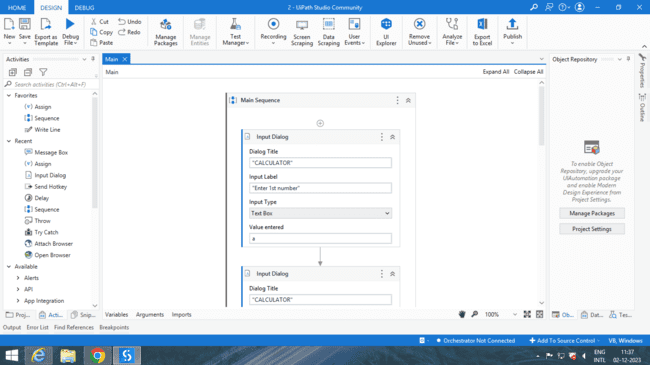 HOME DESIGN DEBUG
2 - UiPath Studio Community
New Save Export as Template Debug File
Cut Copy Paste Undo Redo
Manage Packages Manage Entities Test Manager Recording Screen Scraping Data Scraping User Events UI Explorer Remove Unused Analyze File Export to Excel Publish
Activities
Search activities (Ctrl+Alt+F)
Favorites
Assign
Sequence
Write Line
Recent
Message Box
Assign
Input Dialog
Send Hotkey
Delay
Sequence
Throw
Try Catch
Attach Browser
Open Browser
Available
Alerts
API
App Integration
Proj... Acti... Snip...
Main
Main
Expand All Collapse All
Main Sequence
Input Dialog
Dialog Title
"CALCULATOR"
Input Label
"Enter 1st number"
Input Type
Text Box
Value entered
a
Input Dialog
Dialog Title
"CALCULATOR"
Variables Arguments Imports
100%
Object Repository
To enable Object
Repository, upgrade your
UIAutomation package
and enable Modern
Design Experience from
Project Settings.
Manage Packages
Project Settings
Ob... Dat... Tes...
Properties
Outline
Output Error List Find References Breakpoints
Orchestrator Not Connected Add To Source Control VB, Windows
ENG
INTL
11:37
02-12-2023